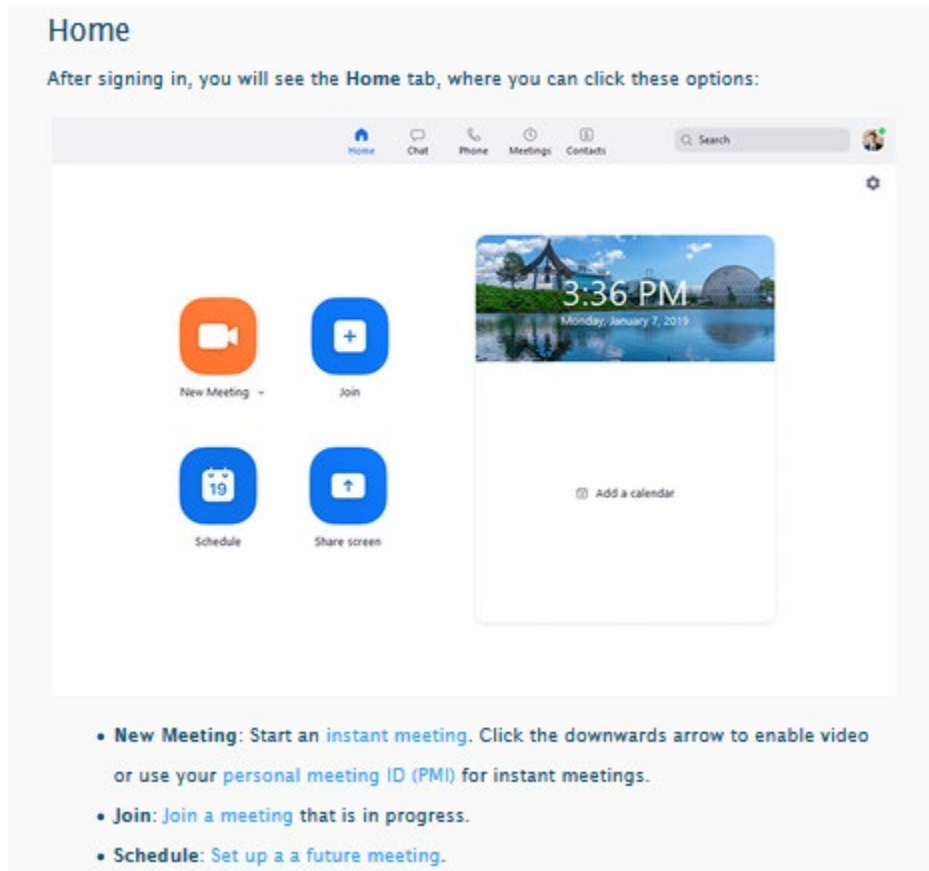 Home
After signing in, you will see the Home tab, where you can click these options:
Home Chat Phone Meetings Contacts Search
3:36 PM
Monday, January 7, 2019
New Meeting Join
19
Add a calendar
Schedule Share screen
• New Meeting: Start an instant meeting. Click the downwards arrow to enable video
or use your personal meeting ID (PMI) for instant meetings.
• Join: Join a meeting that is in progress.
• Schedule: Set up a a future meeting.